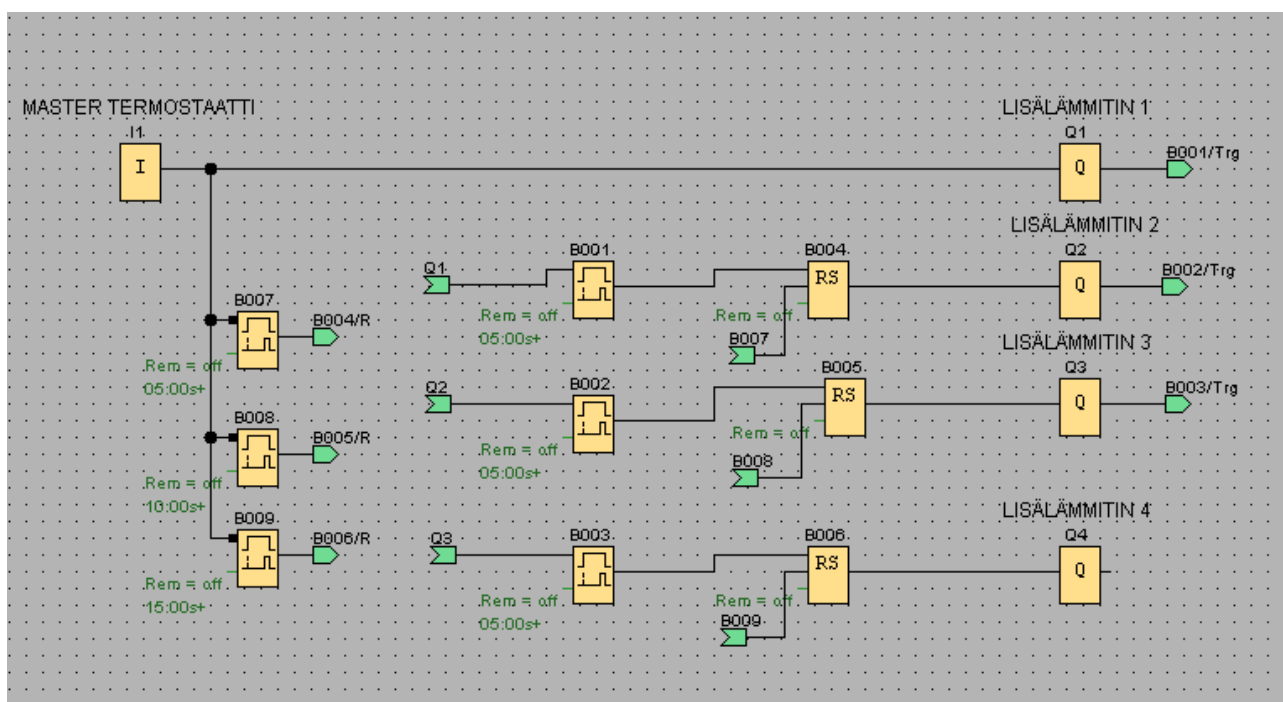 MASTER TERMOSTAATTI
LISÄLÄMMITIN 1
I1
Q1
I
Q
B001/Trg
LISÄLÄMMITIN 2
B001
B004
Q2
Q1
RS
Q
B002/Trg
B007
Rem = off
05:00s+
Rem = off
B004/R
B007
LISÄLÄMMITIN 3
Rem = off
05:00s+
B005
Q3
Q2
B002
RS
Q
B003/Trg
B008
Rem = off
05:00s+
Rem = off
B005/R
B008
Rem = off
10:00s+
LISÄLÄMMITIN 4
B009
Q4
B006/R
Q3
B003
B006
RS
Q
Rem = off
15:00s+
Rem = off
05:00s+
Rem = off
B009